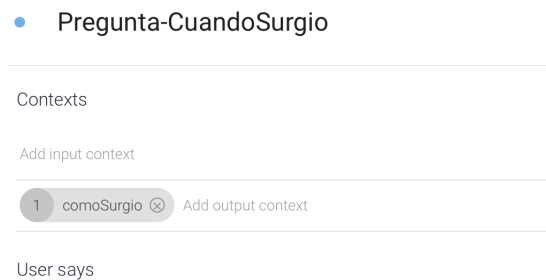 Pregunta-CuandoSurgio
Contexts
Add input context
1 comoSurgio Add output context
User says